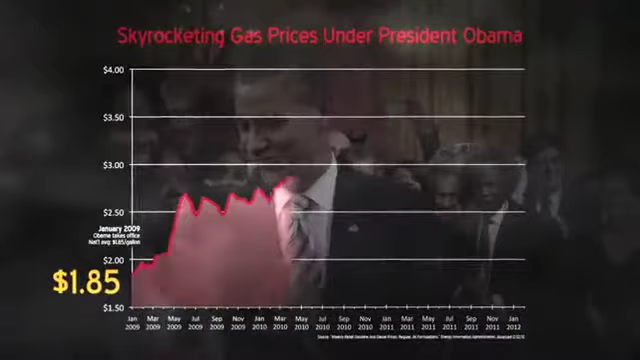 Skyrocketing Gas Prices Under President Obama
$4.00
$3.50
$3.00
$2.50
January 2009
Obama takes office
Nat'l avg: $1.85/gallon
$2.00
$1.85
$1.50
Jan Mar May Jul Sep Nov Jan Mar May Jul Sep Nov Jan Mar May Jul Sep Nov Jan
2009 2009 2009 2009 2009 2009 2010 2010 2010 2010 2010 2010 2011 2011 2011 2011 2011 2011 2012